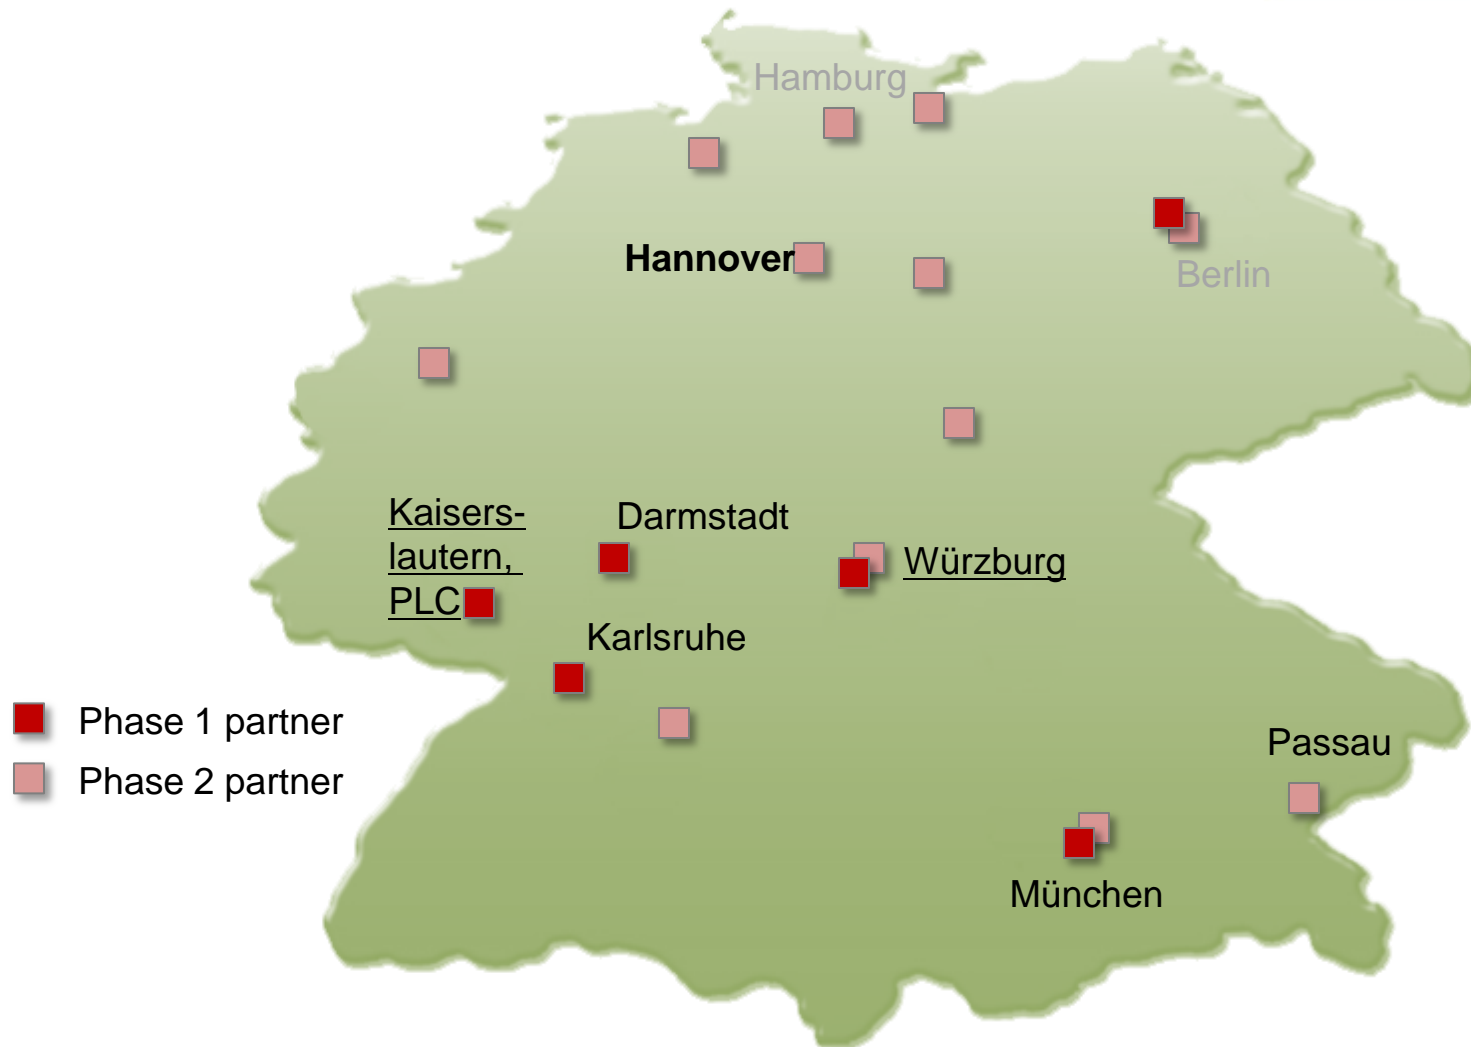 Hamburg
Hannover
Berlin
Kaisers-
lautern,
PLC
Darmstadt
Würzburg
Karlsruhe
Phase 1 partner
Phase 2 partner
Passau
München